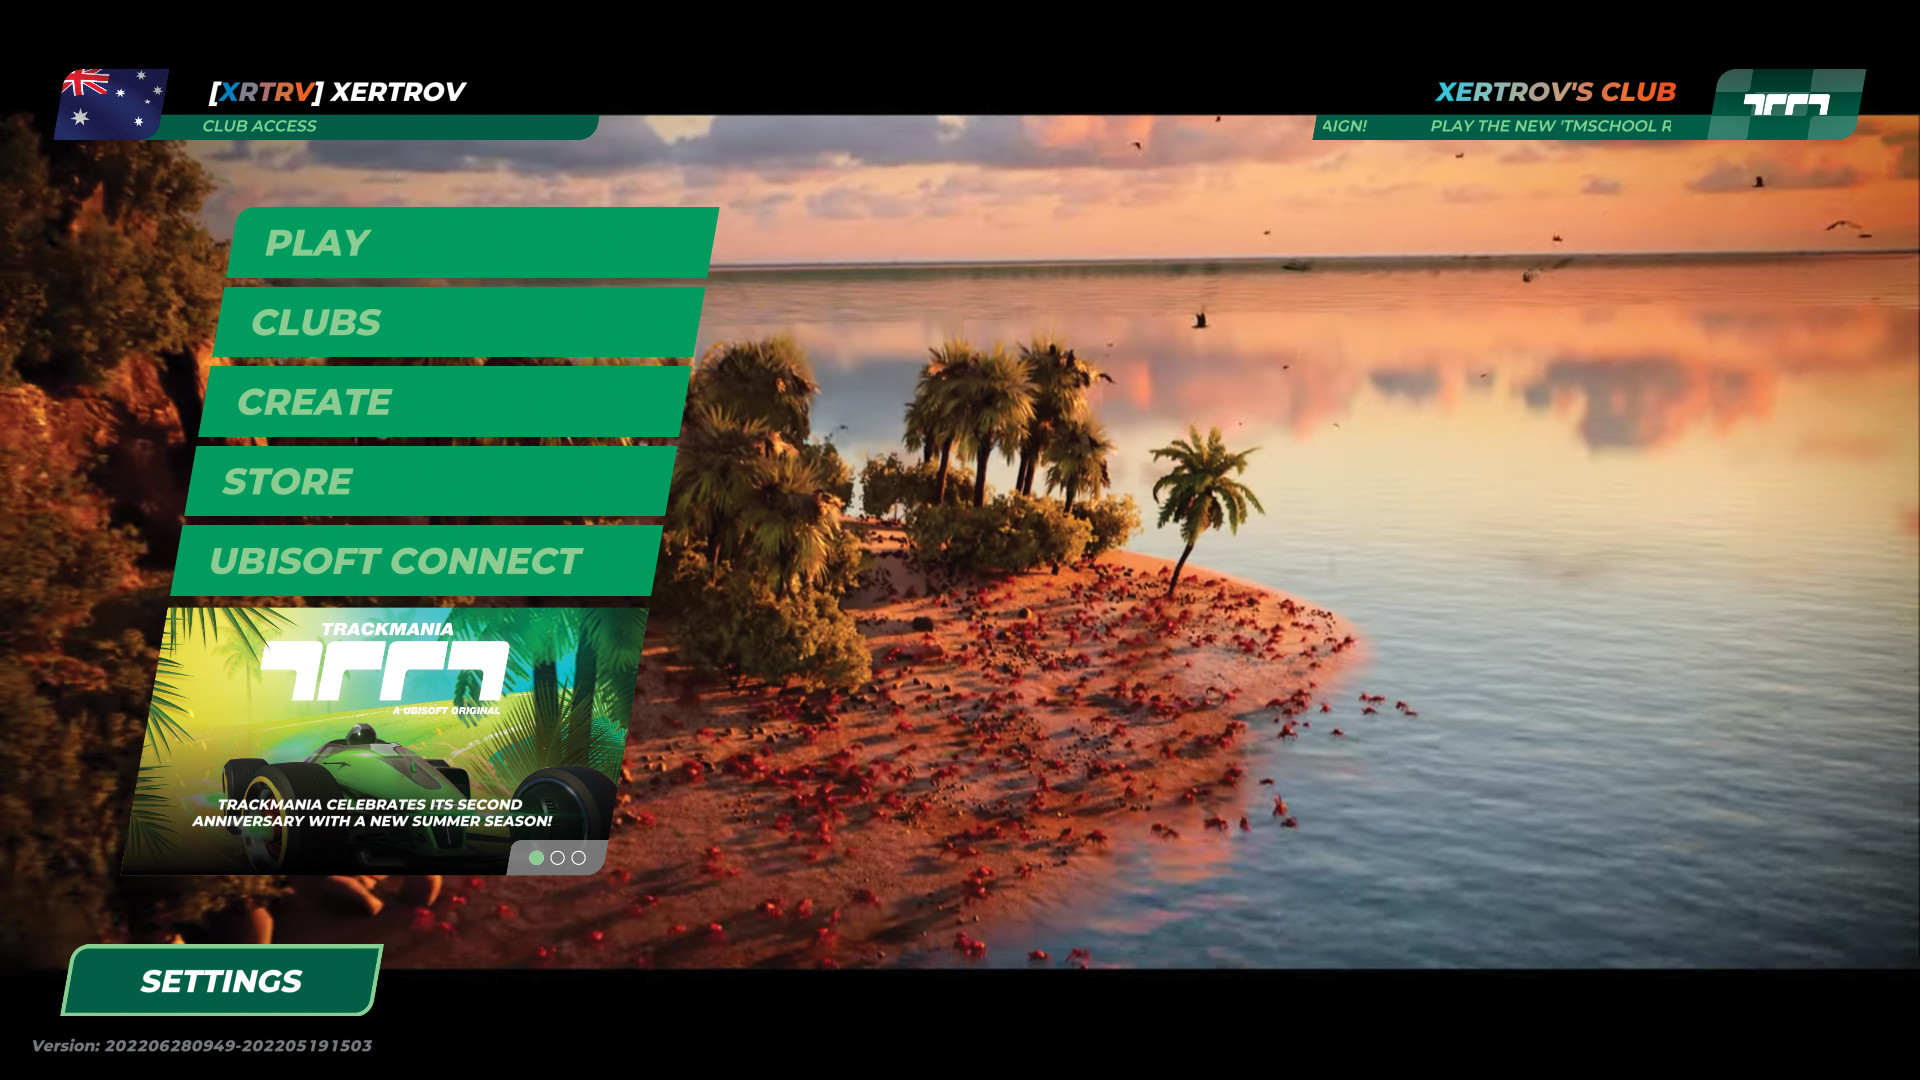 [XRTRV] XERTROV
CLUB ACCESS
XERTROV'S CLUB
AIGN! PLAY THE NEW 'TMSCHOOL R
PLAY
CLUBS
CREATE
STORE
UBISOFT CONNECT
TRACKMANIA
A UBISOFT ORIGINAL
TRACKMANIA CELEBRATES ITS SECOND
ANNIVERSARY WITH A NEW SUMMER SEASON!
SETTINGS
Version: 202206280949-202205191503